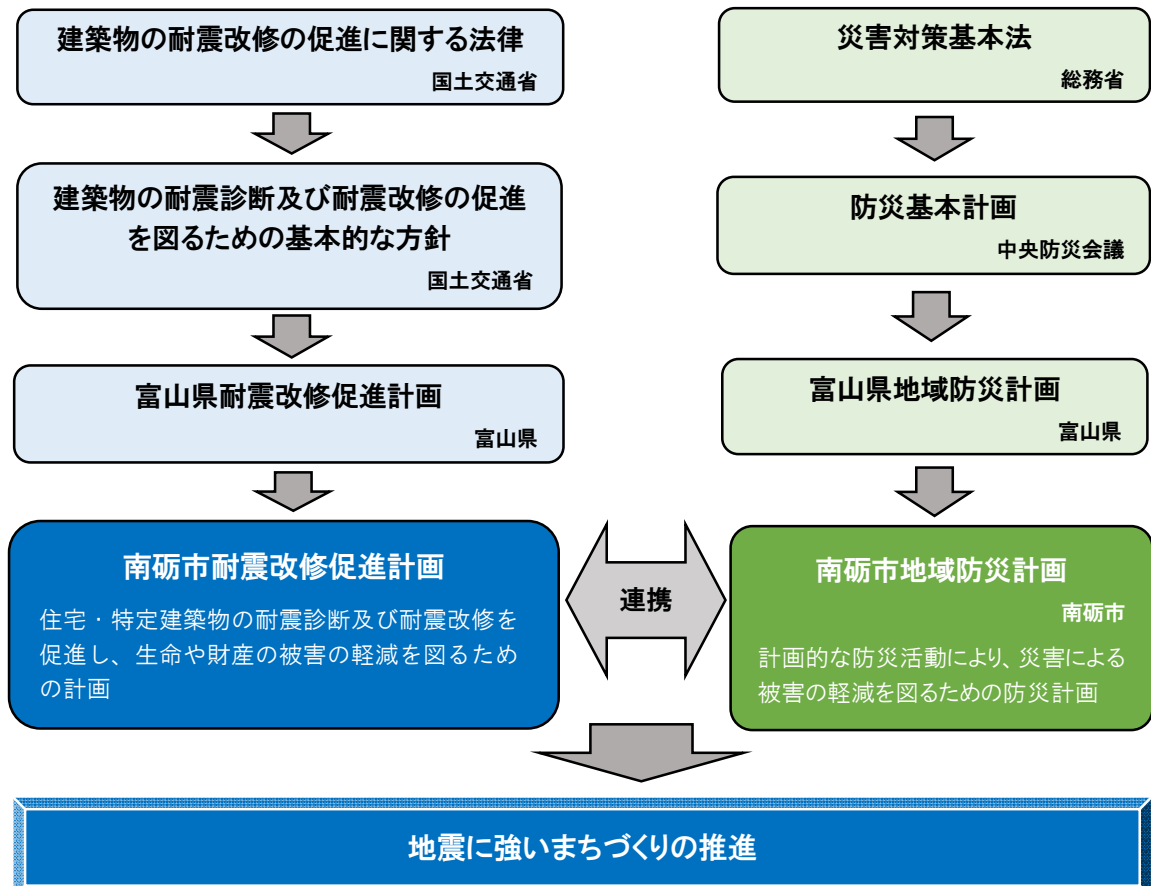 建築物の耐震改修の促進に関する法律
国土交通省
建築物の耐震診断及び耐震改修の促進
を図るための基本的な方針
国土交通省
富山県耐震改修促進計画
富山県
南砺市耐震改修促進計画
住宅・特定建築物の耐震診断及び耐震改修を
促進し、生命や財産の被害の軽減を図るため
の計画
災害対策基本法
総務省
防災基本計画
中央防災会議
富山県地域防災計画
富山県
南砺市地域防災計画
南砺市
計画的な防災活動により、災害による
被害の軽減を図るための防災計画
連携
地震に強いまちづくりの推進